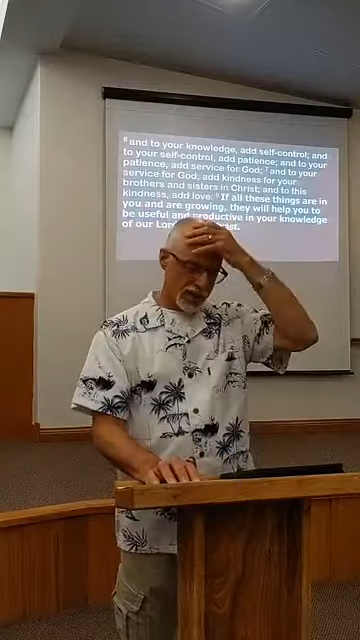 6 and to your knowledge, add self-control; and
to your self-control, add patience; and to your
patience, add service for God; 7 and to your
service for God, add kindness for your
brothers and sisters in Christ; and to this
kindness, add love. 8 If all these things are in
you and are growing, they will help you to
be useful and productive in your knowledge
of our Lord